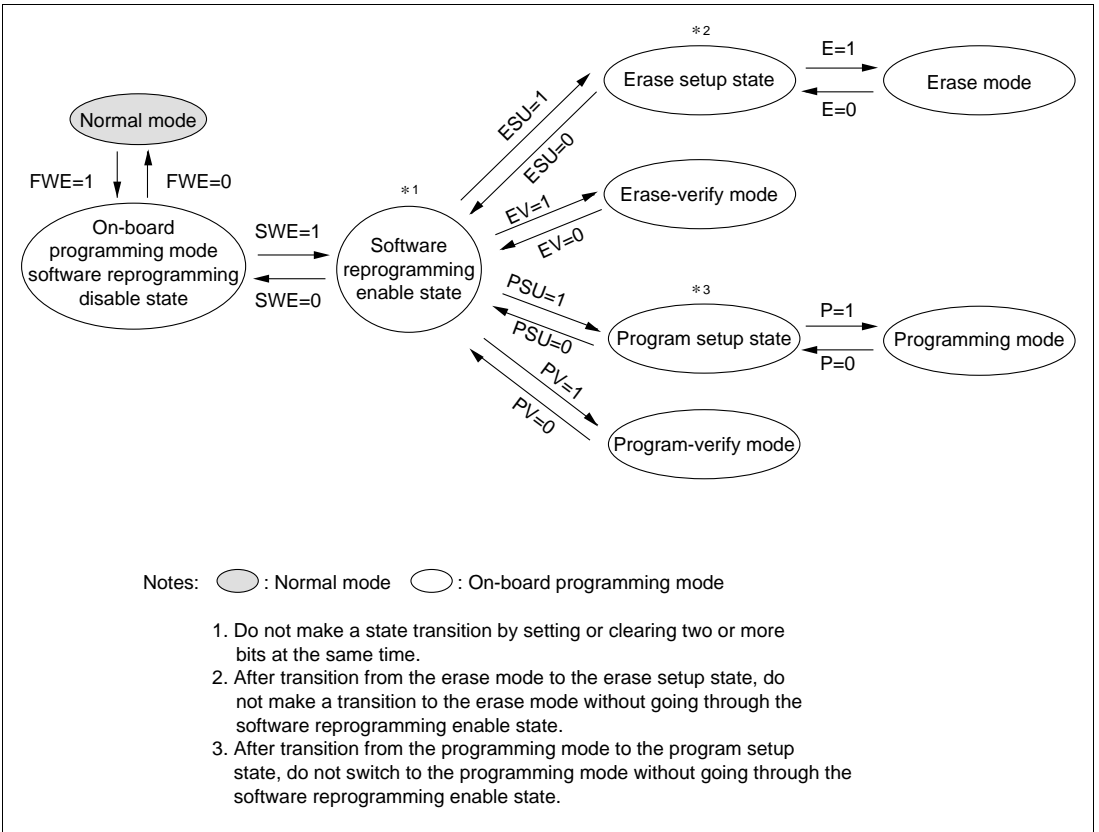 *2
E=1
Erase setup state
Erase mode
E=0
ESU=1
ESU=0
Normal mode
FWE=1
FWE=0
*1
EV=1
Erase-verify mode
EV=0
On-board
programming mode
software reprogramming
disable state
SWE=1
SWE=0
Software
reprogramming
enable state
PSU=1
PSU=0
*3
P=1
Program setup state
Programming mode
P=0
PV=1
PV=0
Program-verify mode
Notes: : Normal mode : On-board programming mode
1. Do not make a state transition by setting or clearing two or more
bits at the same time.
2. After transition from the erase mode to the erase setup state, do
not make a transition to the erase mode without going through the
software reprogramming enable state.
3. After transition from the programming mode to the program setup
state, do not switch to the programming mode without going through the
software reprogramming enable state.